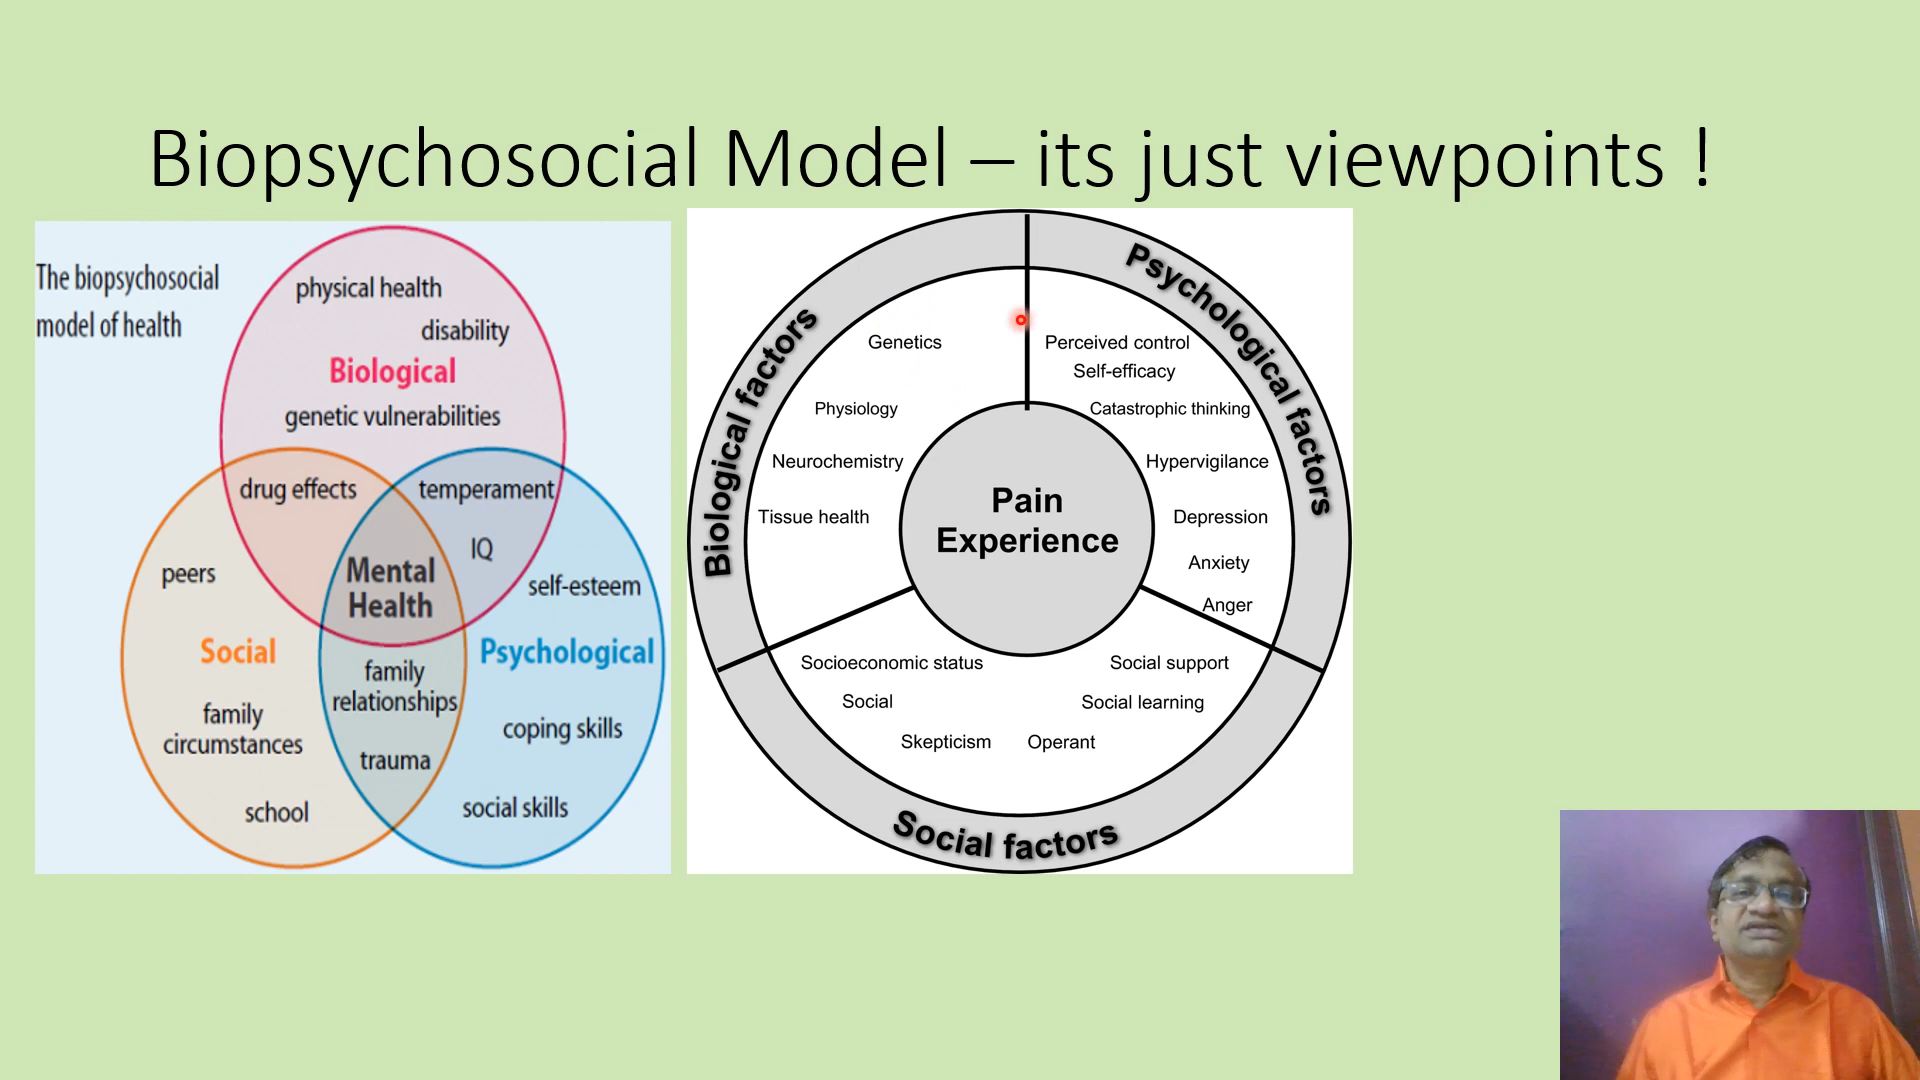 Biopsychosocial Model – its just viewpoints !
The biopsychosocial
model of health
physical health
disability
Biological
genetic vulnerabilities
drug effects
temperament
IQ
Mental
Health
peers
self-esteem
Social
Psychological
family
relationships
family
circumstances
coping skills
trauma
school
social skills
Biological factors
Psychological factors
Social factors
Genetics
Physiology
Neurochemistry
Tissue health
Perceived control
Self-efficacy
Catastrophic thinking
Hypervigilance
Depression
Anxiety
Anger
Pain
Experience
Socioeconomic status
Social support
Social
Social learning
Skepticism
Operant